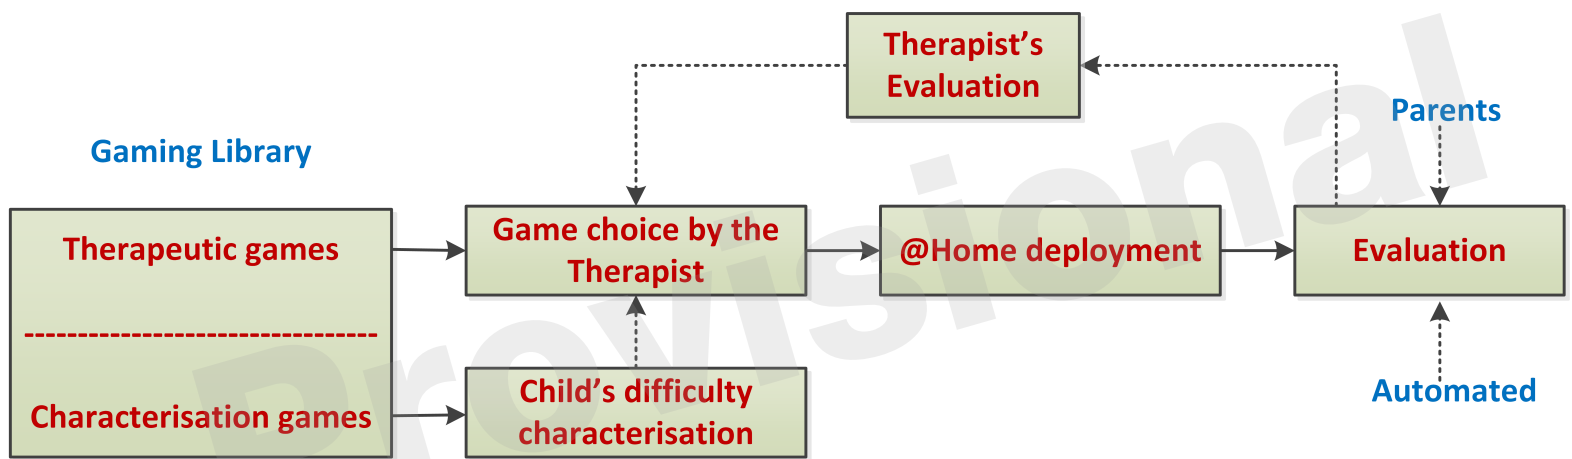 Therapist’s
Evaluation
Parents
Gaming Library
Therapeutic games
Game choice by the
Therapist
@Home deployment
Evaluation
Characterisation games
Child’s difficulty
characterisation
Automated
Provisional